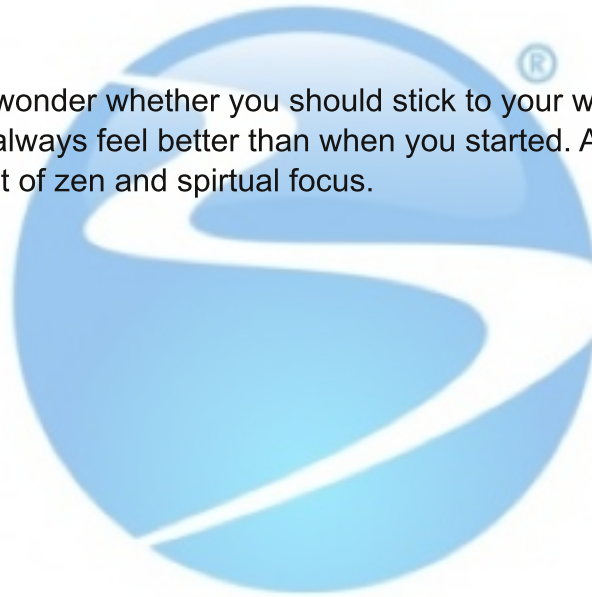 wonder whether you should stick to your w
always feel better than when you started. A
t of zen and spirtual focus.
®